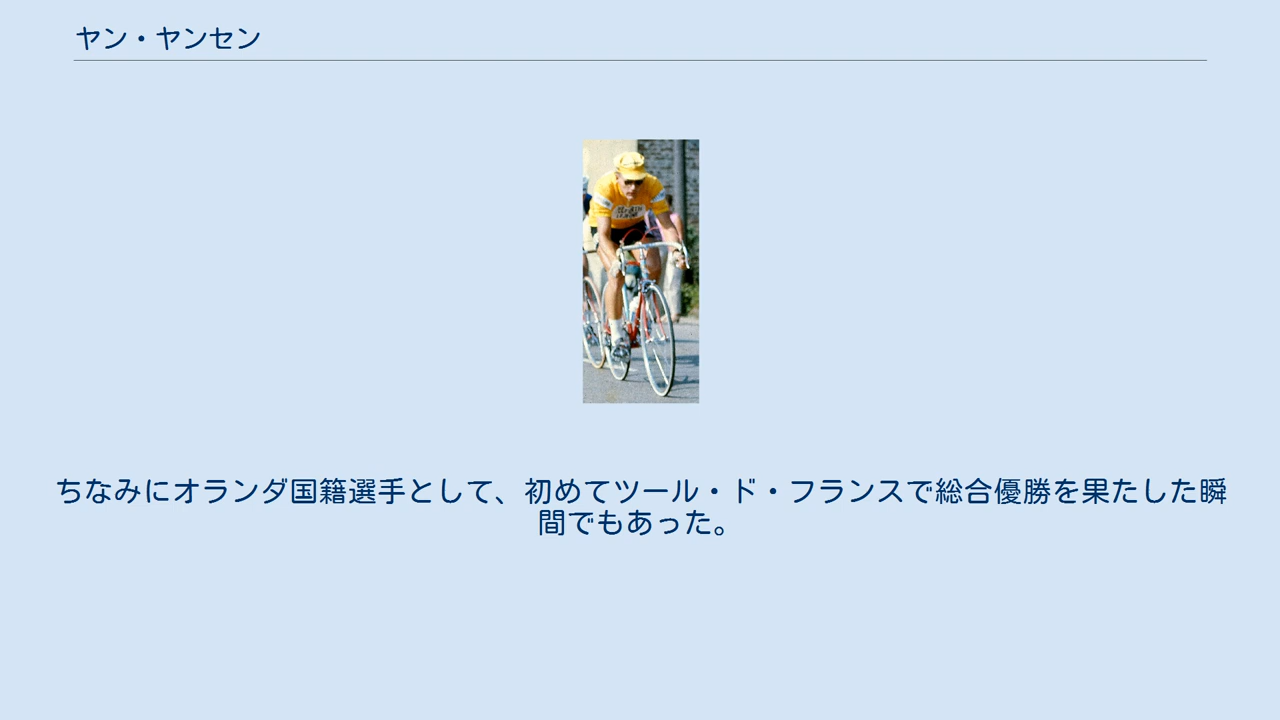 ヤン・ヤンセン
ちなみにオランダ国籍選手として、初めてツール・ド・フランスで総合優勝を果たした瞬
間でもあった。